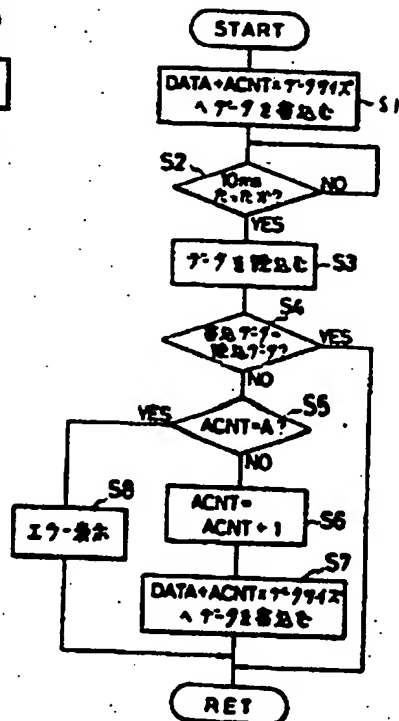 START
DATA+ACNT×データサイズ
へデータを書込む
S1
S2
10ms
たったか?
NO
YES
データを読込む
S3
S4
書込データ=
読込データ?
YES
NO
S5
YES
ACNT=A?
NO
S8
エラー表示
ACNT=
ACNT+1
S6
S7
DATA+ACNT×データサイズ
へデータを書込む
RET